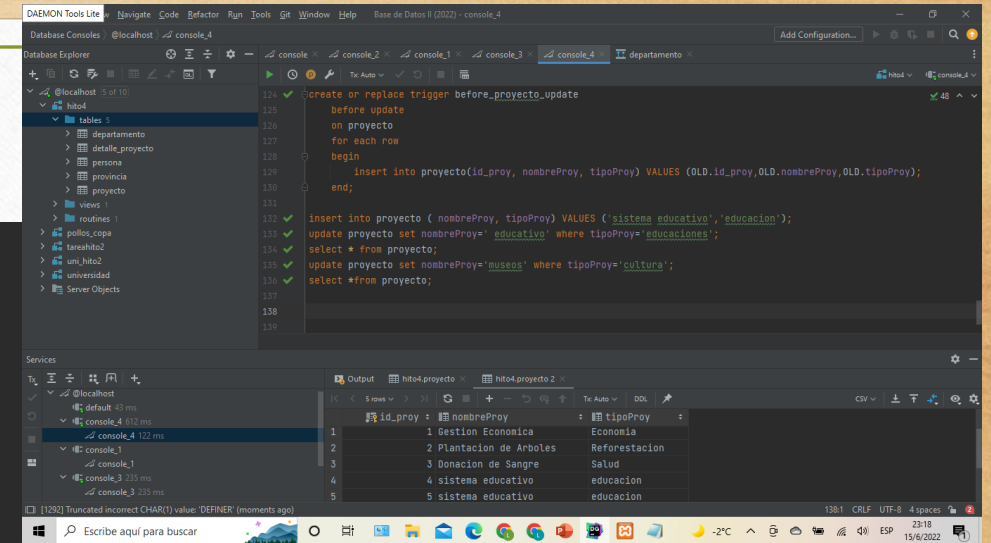 DAEMON Tools Lite
w Navigate Code Refactor Run Tools Git Window Help Base de Datos II (2022) - console_4
Database Consoles @localhost console_4
Add Configuration...
Database Explorer
console
console_2
console_1
console_3
console_4
departamento
Tx: Auto
hito4
console_4
@localhost 5 of 10
hito4
tables 5
departamento
detalle_proyecto
persona
provincia
proyecto
views 1
routines 1
pollos_copa
tareahito2
uni_hito2
universidad
Server Objects
48
124 create or replace trigger before_proyecto_update
125 before update
126 on proyecto
127 for each row
128 begin
129 insert into proyecto(id_proy, nombreProy, tipoProy) VALUES (OLD.id_proy,OLD.nombreProy,OLD.tipoProy);
130 end;
131
132 insert into proyecto ( nombreProy, tipoProy) VALUES ('sistema educativo','educacion');
133 update proyecto set nombreProy=' educativo' where tipoProy='educaciones';
134 select * from proyecto;
135 update proyecto set nombreProy='museos' where tipoProy='cultura';
136 select *from proyecto;
137
138
139
Services
Tx
@localhost
default 43 ms
console_4 612 ms
console_4 122 ms
console_1
console_1
console_3 235 ms
console_3 235 ms
Output
hito4.proyecto
hito4.proyecto 2
5 rows
Tx: Auto
DDL
CSV
id_proy nombreProy tipoProy
1 1 Gestion Economica Economia
2 2 Plantacion de Arboles Reforestacion
3 3 Donacion de Sangre Salud
4 4 sistema educativo educacion
5 5 sistema educativo educacion
[1292] Truncated incorrect CHAR(1) value: 'DEFINER' (moments ago)
138:1 CRLF UTF-8 4 spaces 2
Escribe aquí para buscar
-2°C
ESP
23:18
15/6/2022
1